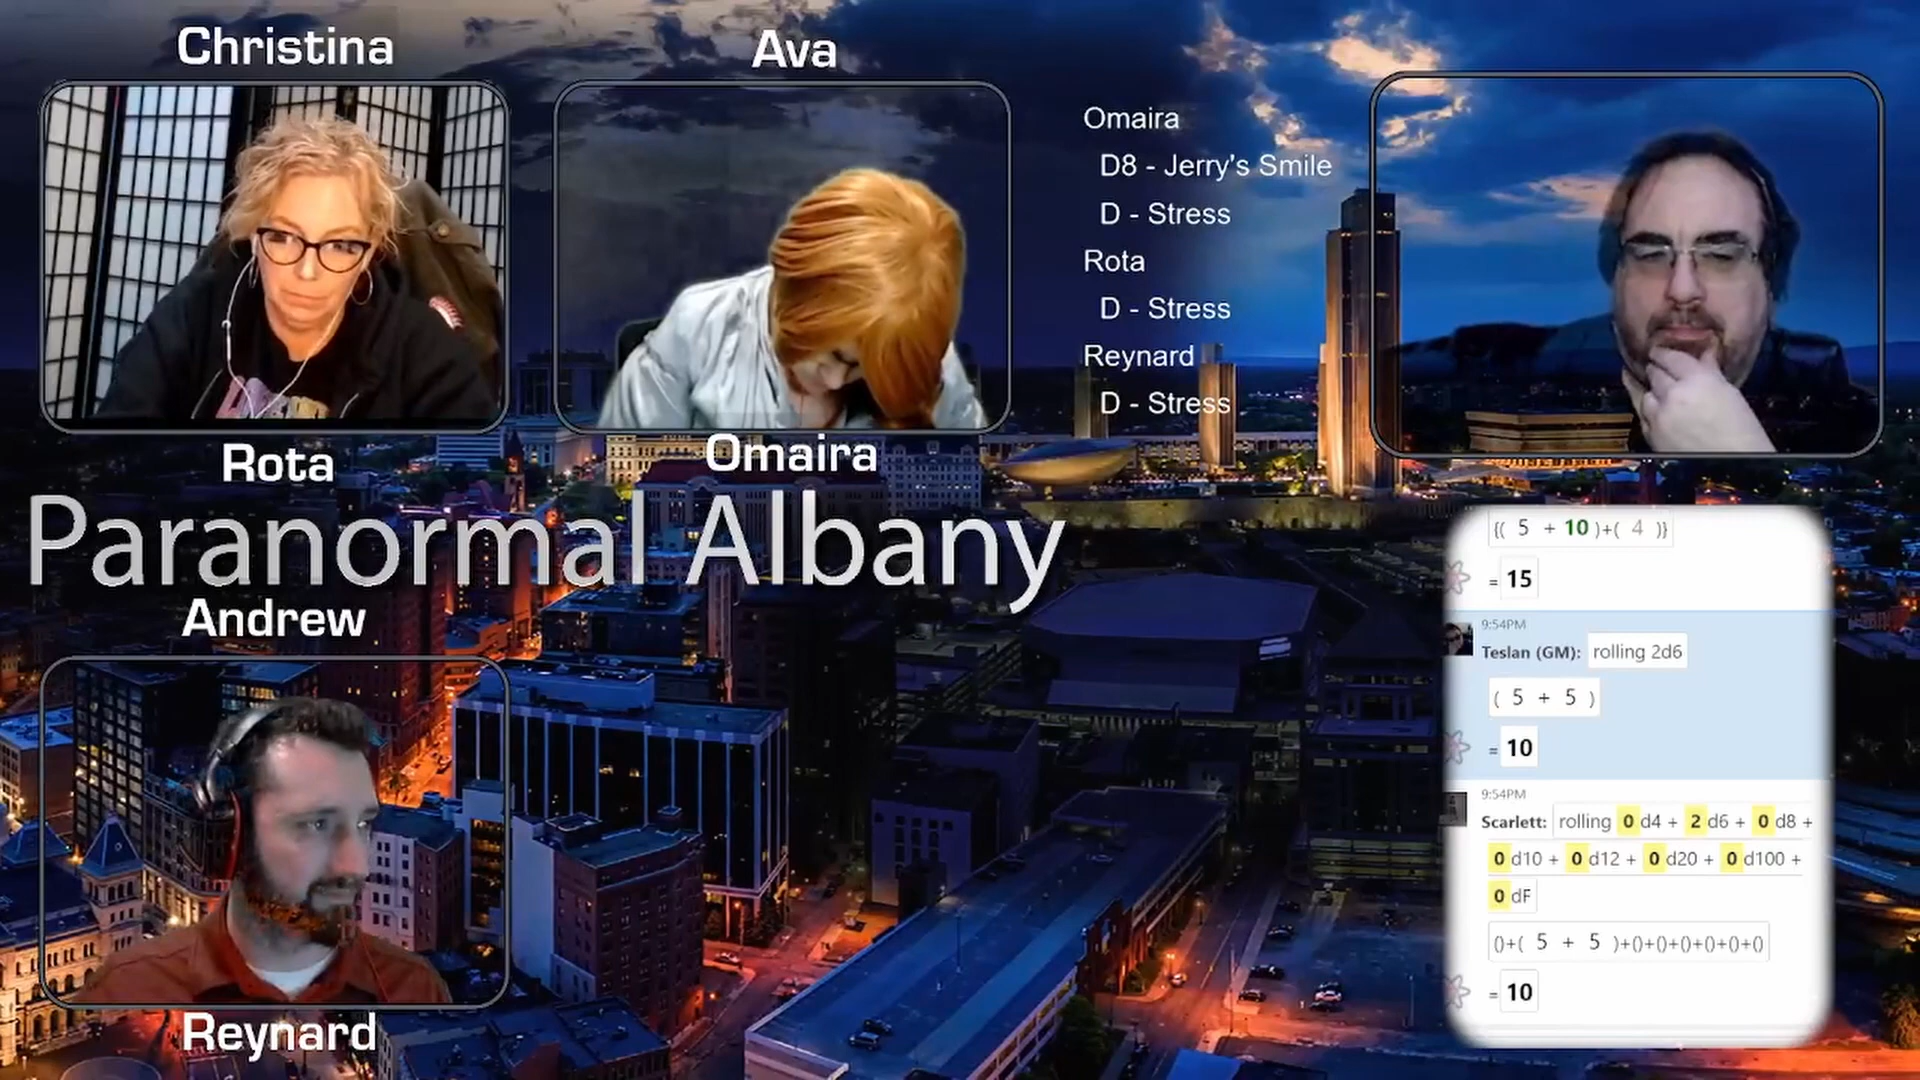 Christina
Ava
Omaira
D8 - Jerry's Smile
D - Stress
Rota
D - Stress
Reynard
D - Stress
Rota
Omaira
Paranormal Albany
Andrew
Reynard
{( 5 + 10 )+( 4 )}
= 15
9:54PM
Teslan (GM): rolling 2d6
( 5 + 5 )
= 10
9:54PM
Scarlett: rolling 0 d4 + 2 d6 + 0 d8 +
0 d10 + 0 d12 + 0 d20 + 0 d100 +
0 dF
()+( 5 + 5 )+()+()+()+()+()+()
= 10